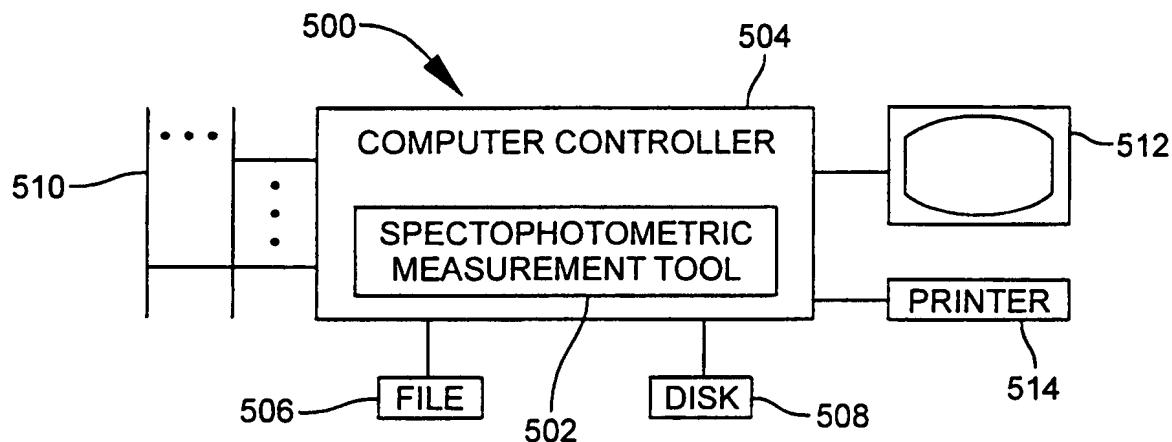 500
504
COMPUTER CONTROLLER
512
510
SPECTOPHOTOMETRIC
MEASUREMENT TOOL
PRINTER
514
506
FILE
502
DISK
508